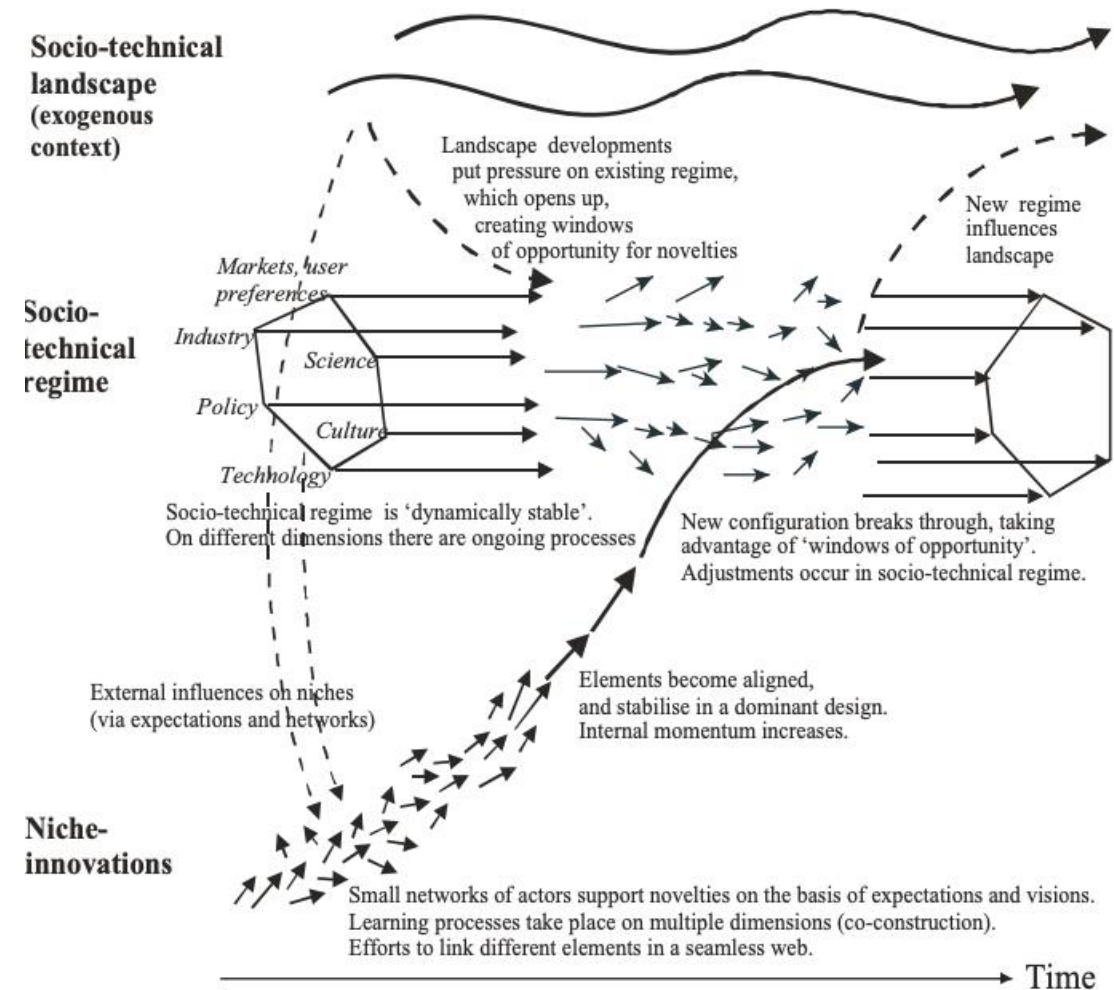 Socio-technical
landscape
(exogenous
context)
Landscape developments
put pressure on existing regime,
which opens up,
creating windows
of opportunity for novelties
New regime
influences
landscape
Markets, user
preferences
Socio-
technical
regime
Industry
Science
Policy
Culture
Technology
Socio-technical regime is ‘dynamically stable’.
On different dimensions there are ongoing processes
New configuration breaks through, taking
advantage of ‘windows of opportunity’.
Adjustments occur in socio-technical regime.
External influences on niches
(via expectations and networks)
Elements become aligned,
and stabilise in a dominant design.
Internal momentum increases.
Niche-
innovations
Small networks of actors support novelties on the basis of expectations and visions.
Learning processes take place on multiple dimensions (co-construction).
Efforts to link different elements in a seamless web.
Time